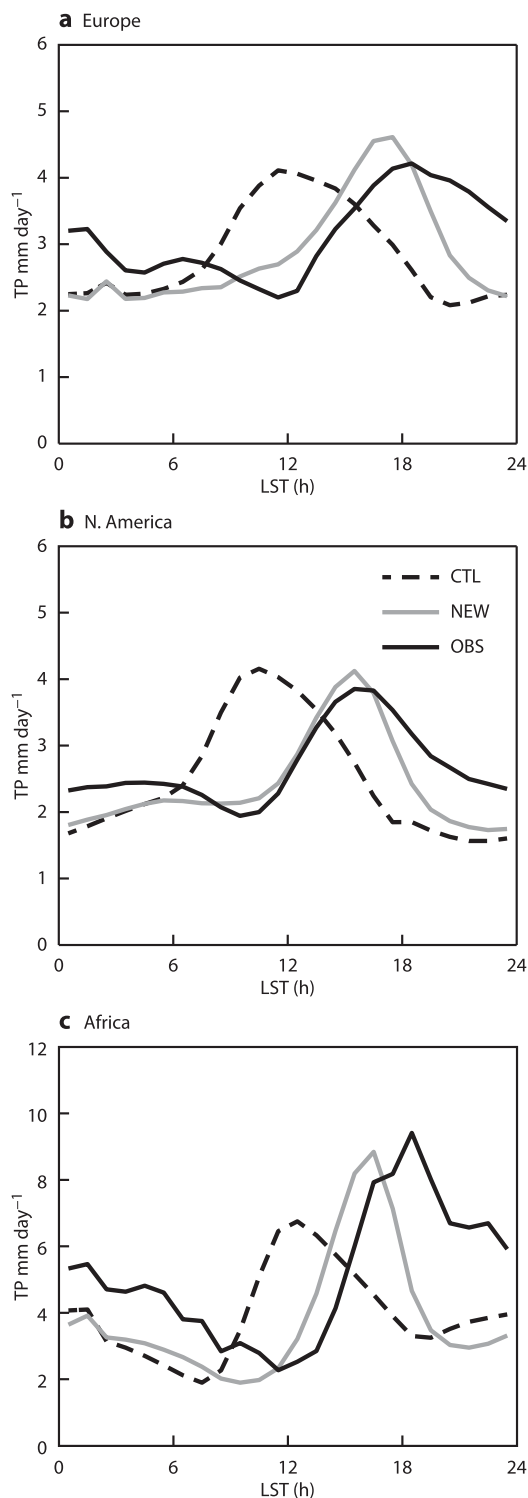 a Europe
6
5
4
3
2
1
0
TP mm day⁻¹
0 6 12 18 24
LST (h)
b N. America
6
5
4
3
2
1
0
TP mm day⁻¹
CTL
NEW
OBS
0 6 12 18 24
LST (h)
c Africa
12
10
8
6
4
2
0
TP mm day⁻¹
0 6 12 18 24
LST (h)